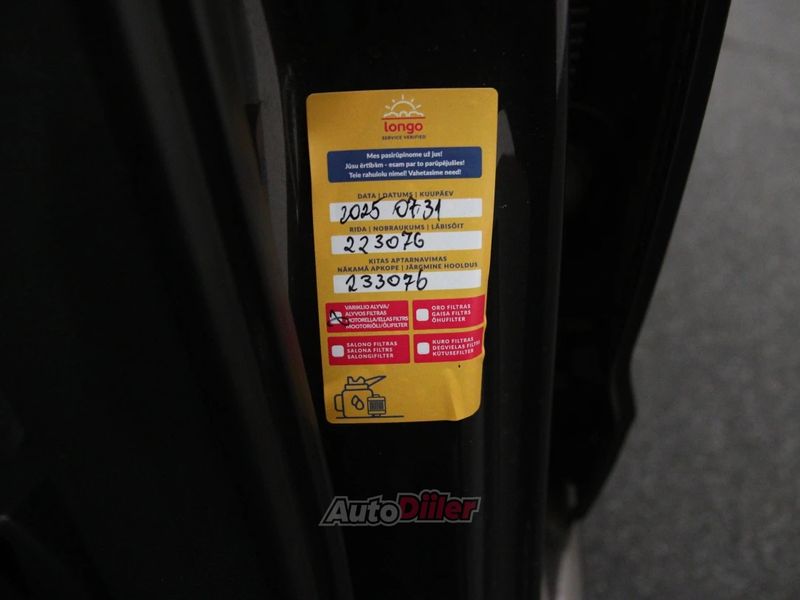 longo
SERVICE VERIFIED
Mes pasirūpinome už jus!
Jūsu ērtībām - esam par to parūpējušies!
Teie rahulolu nimel! Vahetasime need!
DATA | DATUMS | KUUPÄEV
2025 07.31
RIDA | NOBRAUKUMS | LÄBISÕIT
223076
KITAS APTARNAVIMAS
NĀKAMĀ APKOPE | JÄRGMINE HOOLDUS
233076
VARIKLIO ALYVA/
ALYVOS FILTRAS
MOTORELLA/EĻĻAS FILTRS
MOOTORIÕLI/ÕLIFILTER
ORO FILTRAS
GAISA FILTRS
ÕHUFILTER
SALONO FILTRAS
SALONA FILTRS
SALONGIFILTER
KURO FILTRAS
DEGVIELAS FILTRS
KÜTUSEFILTER
AutoDiiler